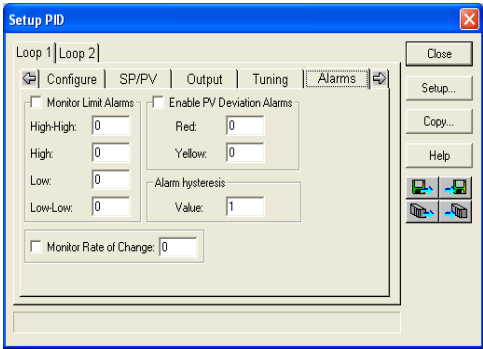 Setup PID
Loop 1 Loop 2
Configure SP/PV Output Tuning Alarms
Monitor Limit Alarms
High-High: 0
High: 0
Low: 0
Low-Low: 0
Enable PV Deviation Alarms
Red: 0
Yellow: 0
Alarm hysteresis
Value: 1
Monitor Rate of Change: 0
Close
Setup...
Copy...
Help